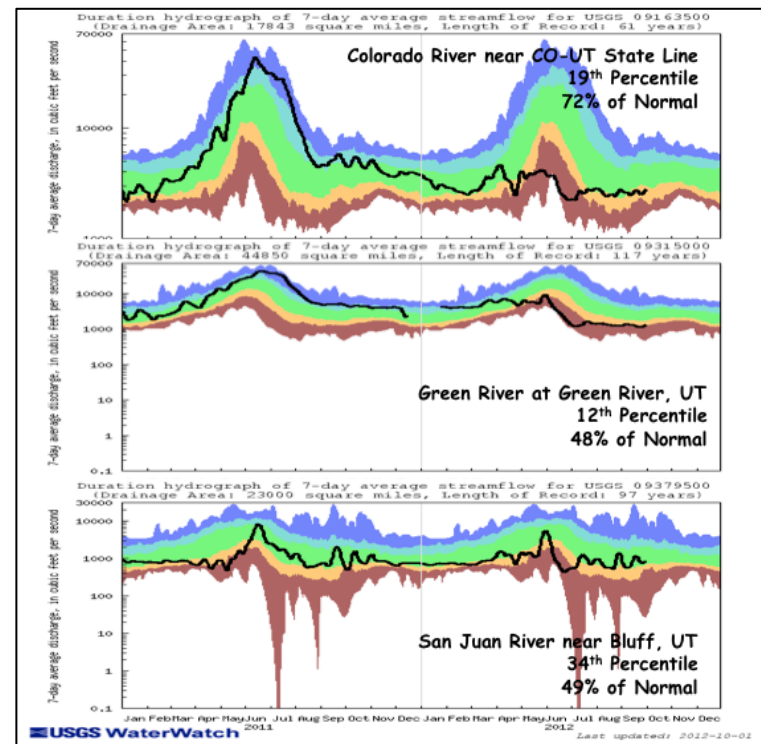 Duration hydrograph of 7-day average streamflow for USGS 09163500
(Drainage Area: 17843 square miles, Length of Record: 61 years)
70000
10000
1000
7-day average discharge, in cubic feet per second
Colorado River near CO-UT State Line
19th Percentile
72% of Normal
Duration hydrograph of 7-day average streamflow for USGS 09315000
(Drainage Area: 44850 square miles, Length of Record: 117 years)
70000
10000
1000
100
10
1
0.1
7-day average discharge, in cubic feet per second
Green River at Green River, UT
12th Percentile
48% of Normal
Duration hydrograph of 7-day average streamflow for USGS 09379500
(Drainage Area: 23000 square miles, Length of Record: 97 years)
30000
10000
1000
100
10
1
0.1
7-day average discharge, in cubic feet per second
San Juan River near Bluff, UT
34th Percentile
49% of Normal
Jan Feb Mar Apr May Jun Jul Aug Sep Oct Nov Dec Jan Feb Mar Apr May Jun Jul Aug Sep Oct Nov Dec
2011 2012
USGS WaterWatch
Last updated: 2012-10-01